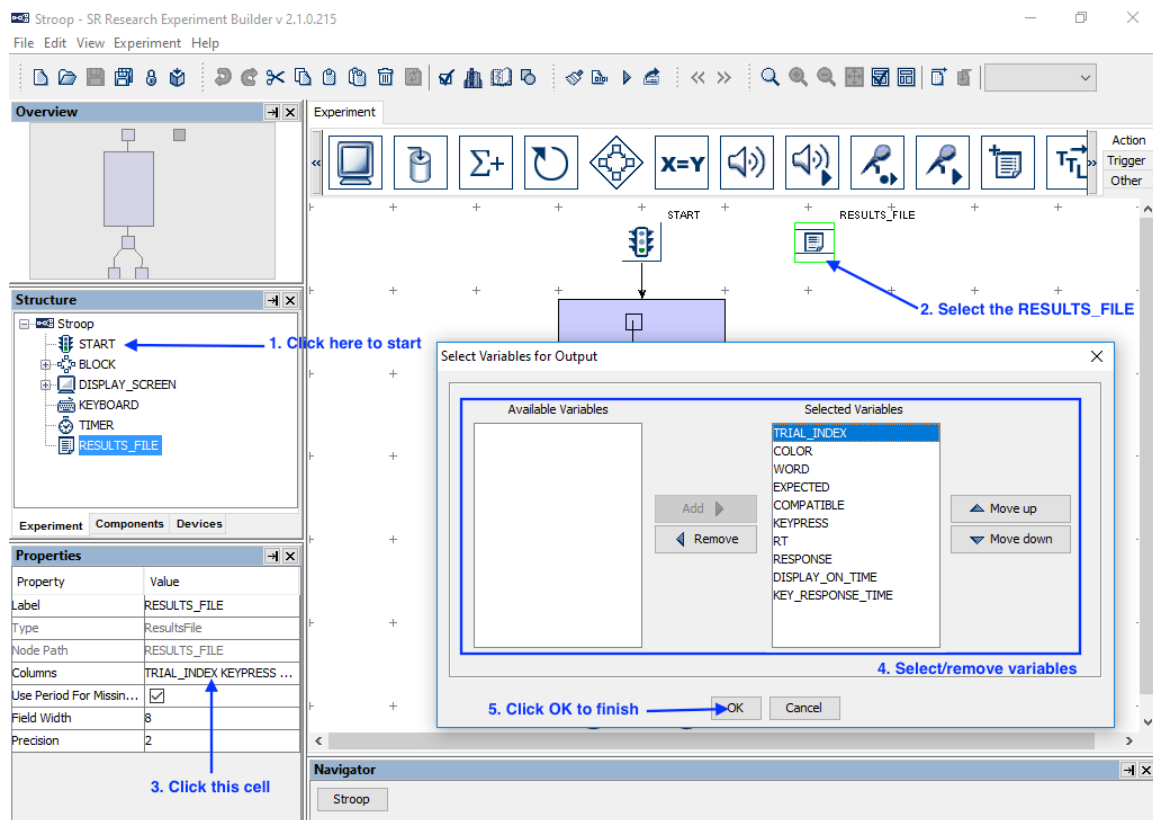 Stroop - SR Research Experiment Builder v 2.1.0.215
File Edit View Experiment Help
Overview
Experiment
X=Y
TTL
Action
Trigger
Other
START
RESULTS_FILE
2. Select the RESULTS_FILE
Structure
Stroop
START
1. Click here to start
BLOCK
DISPLAY_SCREEN
KEYBOARD
TIMER
RESULTS_FILE
Experiment Components Devices
Select Variables for Output
Available Variables
Selected Variables
TRIAL_INDEX
COLOR
WORD
EXPECTED
COMPATIBLE
KEYPRESS
RT
RESPONSE
DISPLAY_ON_TIME
KEY_RESPONSE_TIME
Add
Remove
Move up
Move down
4. Select/remove variables
5. Click OK to finish
OK
Cancel
Properties
Property Value
Label RESULTS_FILE
Type ResultsFile
Node Path RESULTS_FILE
Columns TRIAL_INDEX KEYPRESS ...
Use Period For Missin...
Field Width 8
Precision 2
3. Click this cell
Navigator
Stroop